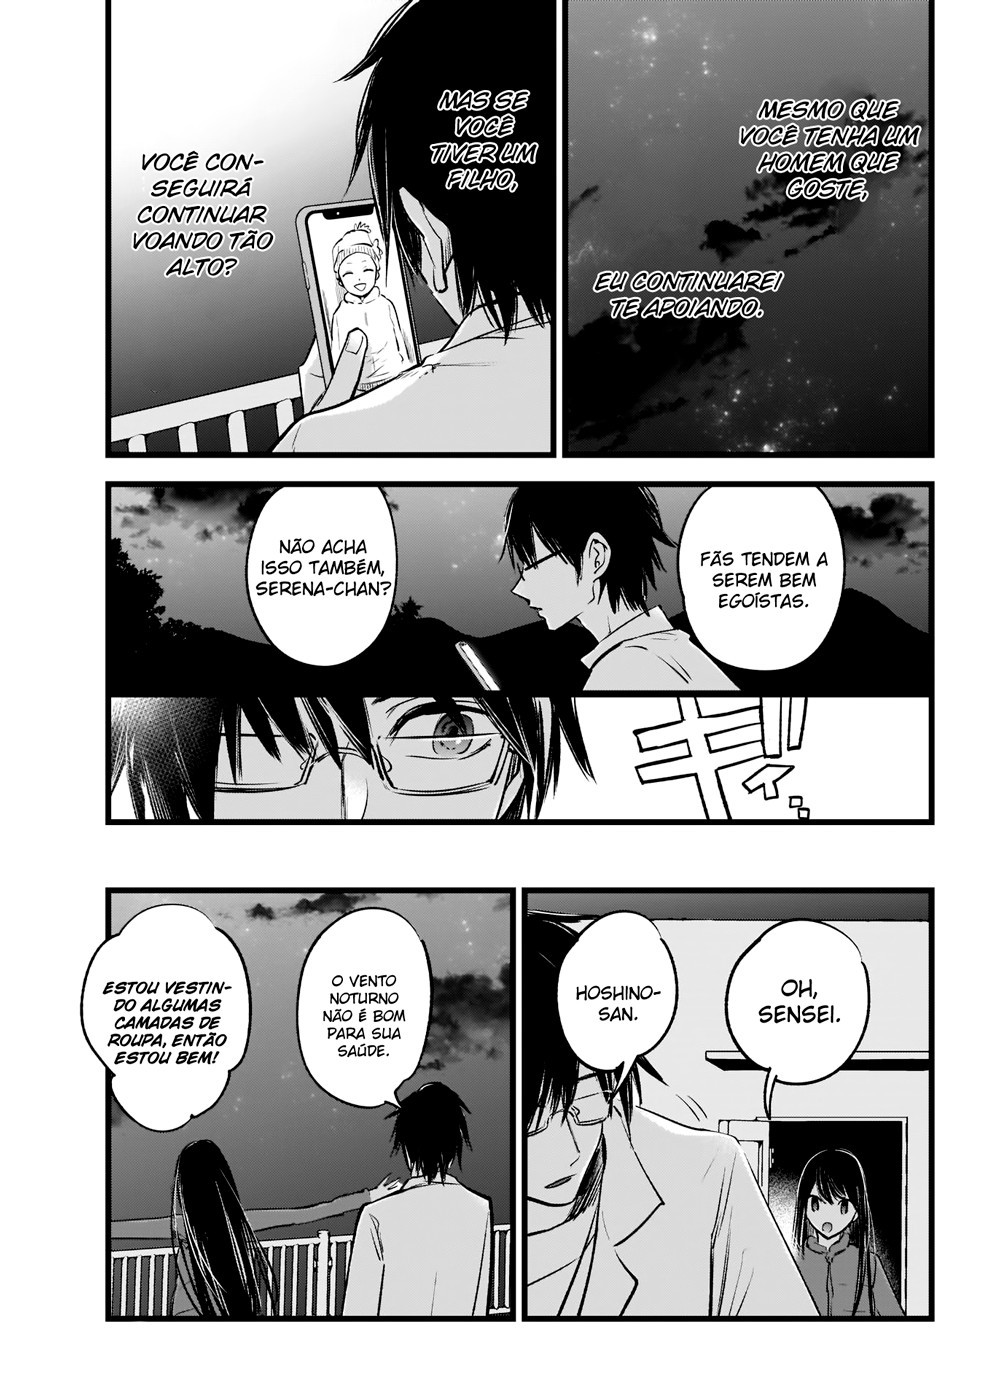 MESMO QUE
VOCÊ TENHA UM
HOMEM QUE
GOSTE,
EU CONTINUAREI
TE APOIANDO.
MAS SE
VOCÊ
TIVER UM
FILHO,
VOCÊ CON-
SEGUIRÁ
CONTINUAR
VOANDO TÃO
ALTO?
FÃS TENDEM A
SEREM BEM
EGOÍSTAS.
NÃO ACHA
ISSO TAMBÉM,
SERENA-CHAN?
ギィ…
OH,
SENSEI.
HOSHINO-
SAN.
O VENTO
NOTURNO
NÃO É BOM
PARA SUA
SAÚDE.
ESTOU VESTIN-
DO ALGUMAS
CAMADAS DE
ROUPA, ENTÃO
ESTOU BEM!